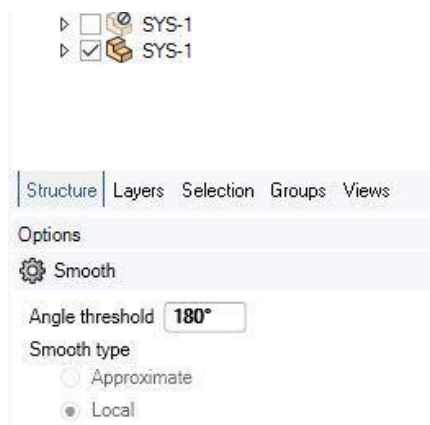 SYS-1
SYS-1
Structure Layers Selection Groups Views
Options
Smooth
Angle threshold 180°
Smooth type
Approximate
Local